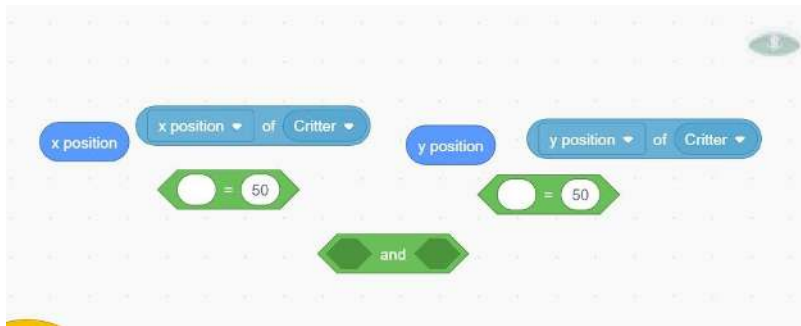 x position
x position of Critter
y position
y position of Critter
= 50
= 50
and